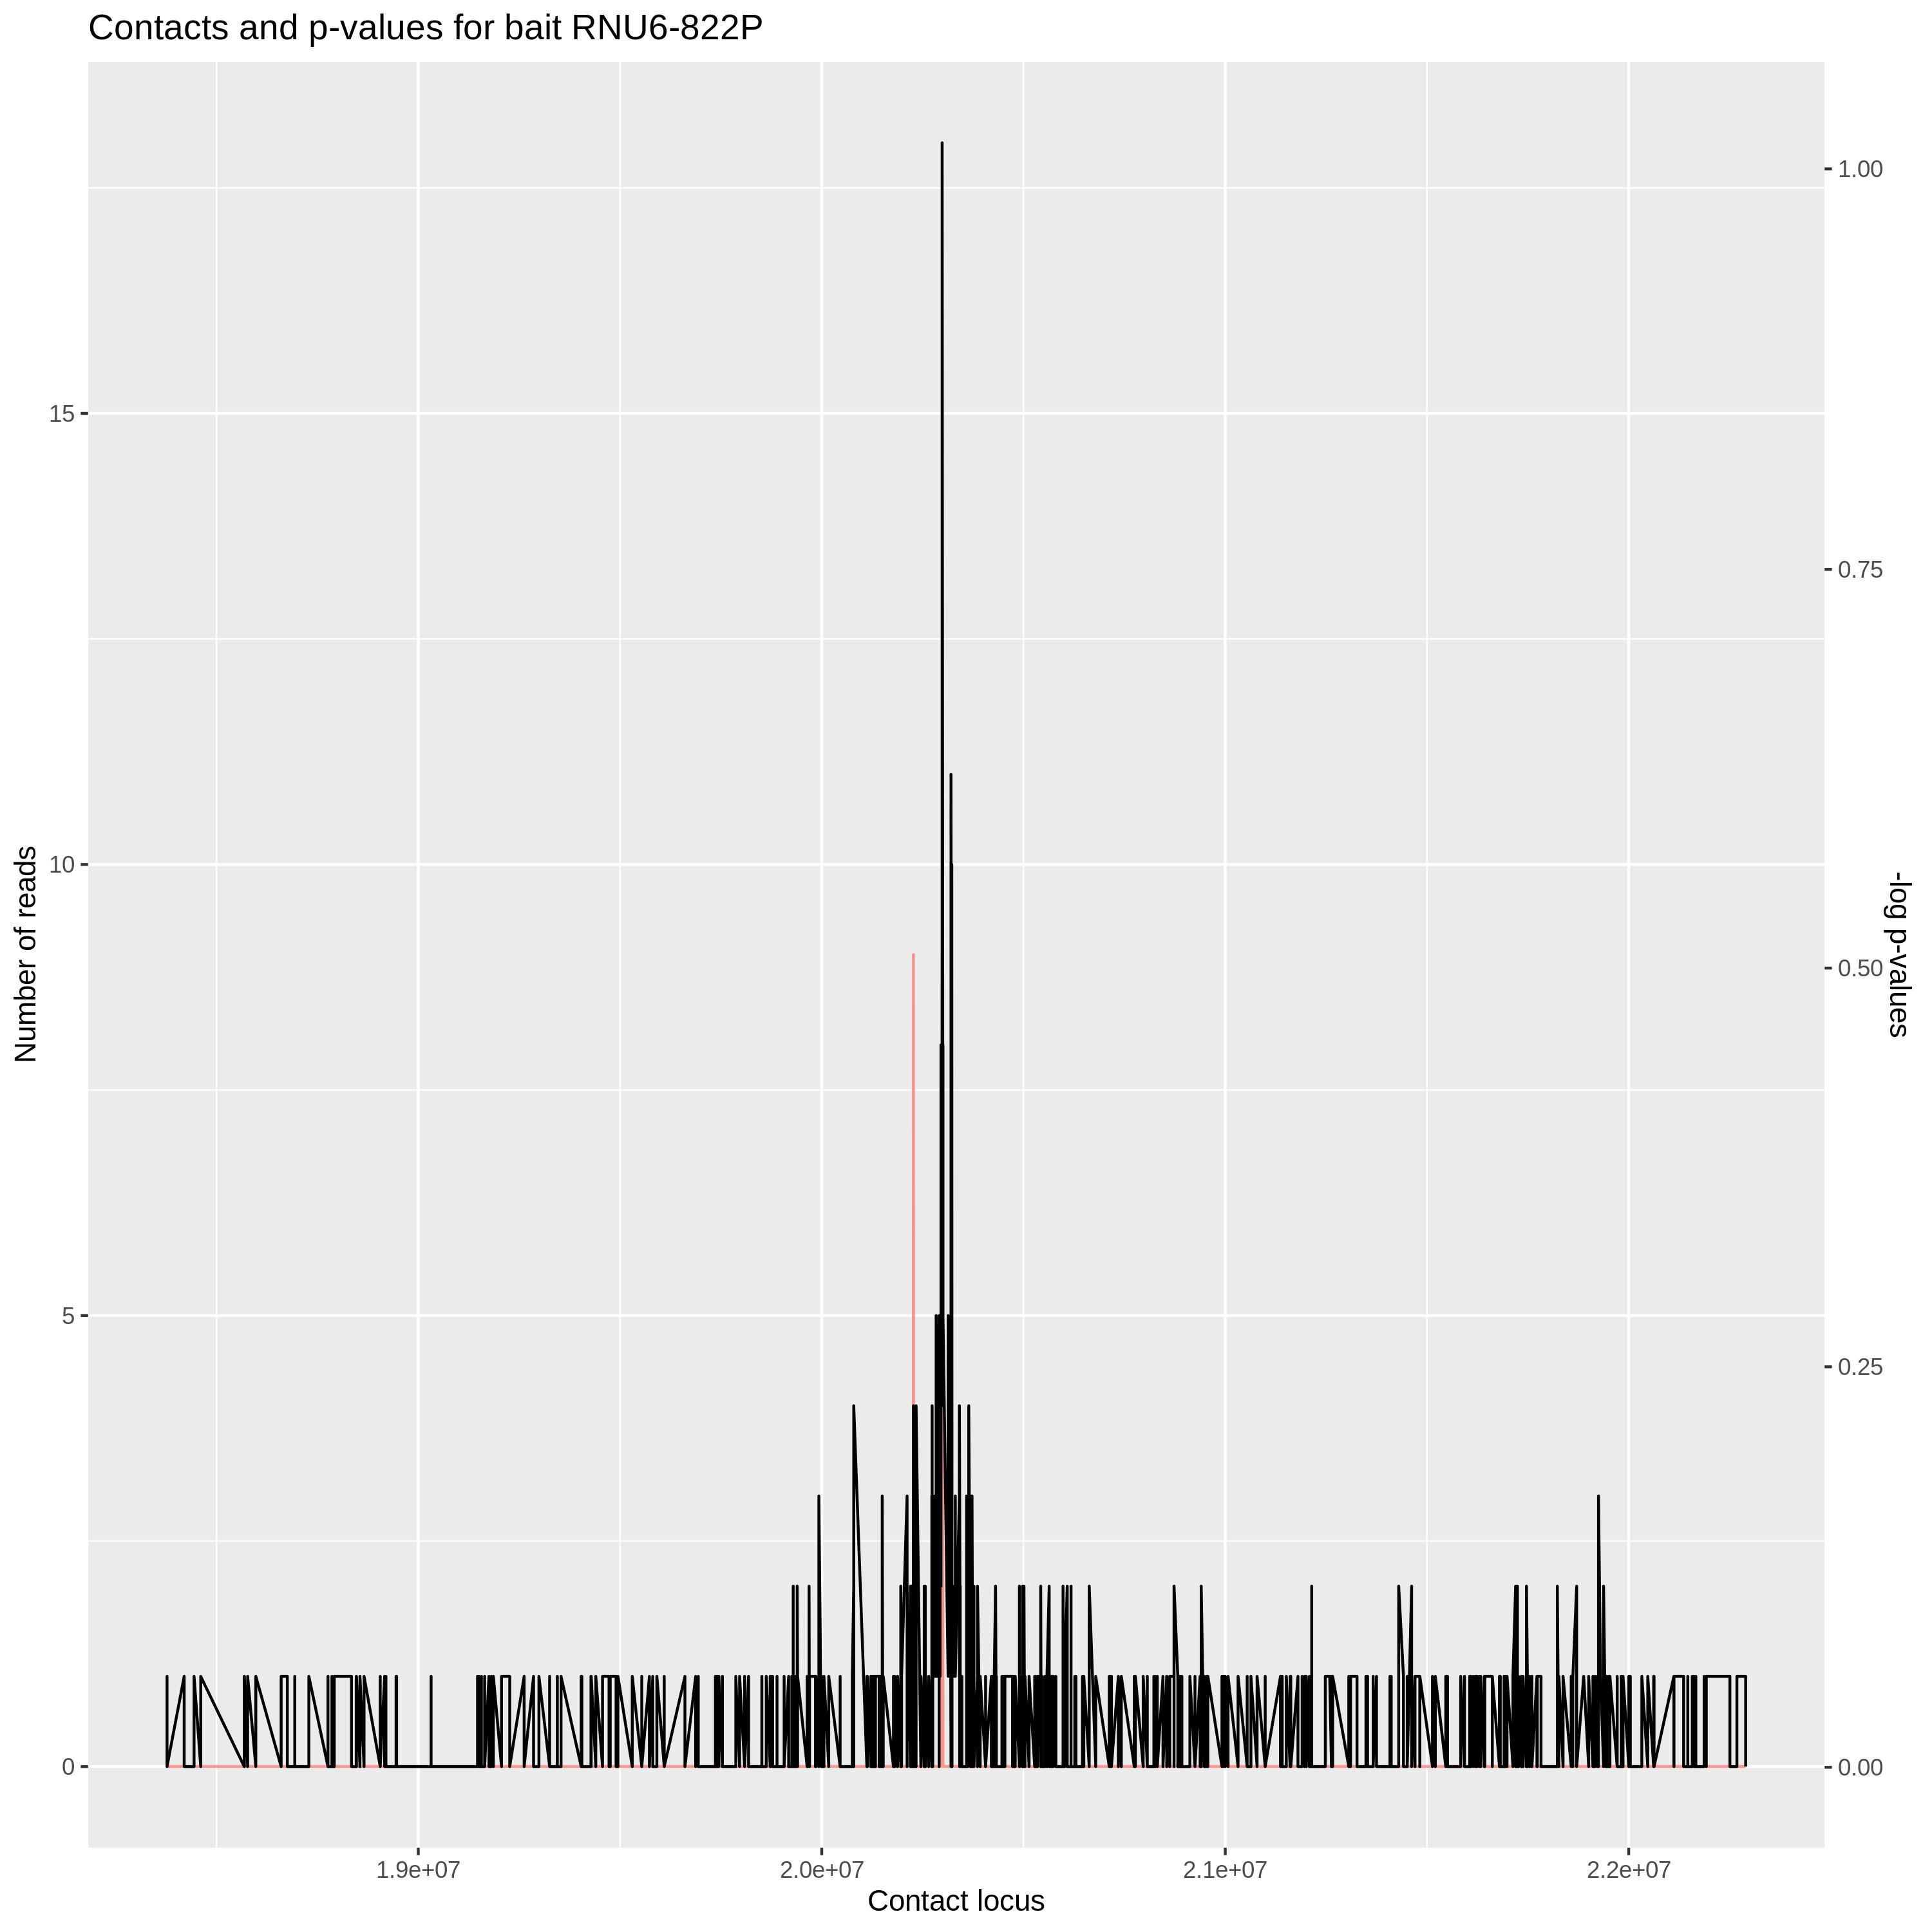 Contacts and p-values for bait RNU6-822P
Number of reads
15
10
5
0
1.00
0.75
0.50
0.25
0.00
-log p-values
1.9e+07
2.0e+07
2.1e+07
2.2e+07
Contact locus